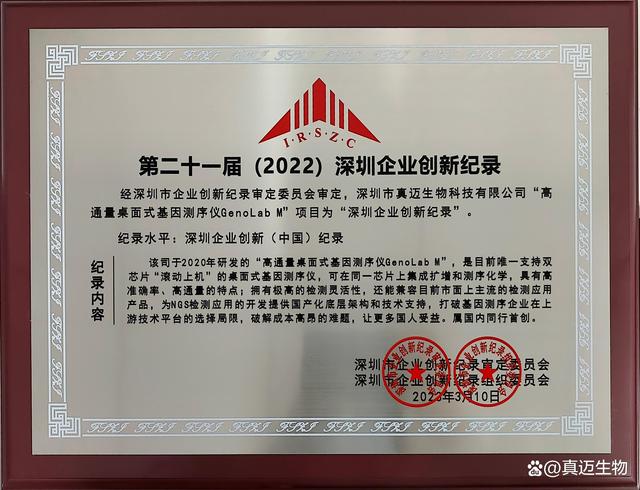 I·R·S·Z·C
第二十一届（2022）深圳企业创新纪录
经深圳市企业创新纪录审定委员会审定，深圳市真迈生物科技有限公司“高
通量桌面式基因测序仪GenoLab M”项目为“深圳企业创新纪录”。
纪录水平：深圳企业创新（中国）纪录
纪录内容
该司于2020年研发的“高通量桌面式基因测序仪GenoLab M”，是目前唯一支持双
芯片“滚动上机”的桌面式基因测序仪，可在同一芯片上集成扩增和测序化学，具有高
准确率、高通量的特点；拥有极高的检测灵活性，还能兼容目前市面上主流的检测应用
产品，为NGS检测应用的开发提供国产化底层架构和技术支持，打破基因测序企业在上
游技术平台的选择局限，破解成本高昂的难题，让更多国人受益。属国内同行首创。
深圳市企业创新纪录审定委员会
深圳市企业创新纪录组织委员会
2023年3月10日
@真迈生物